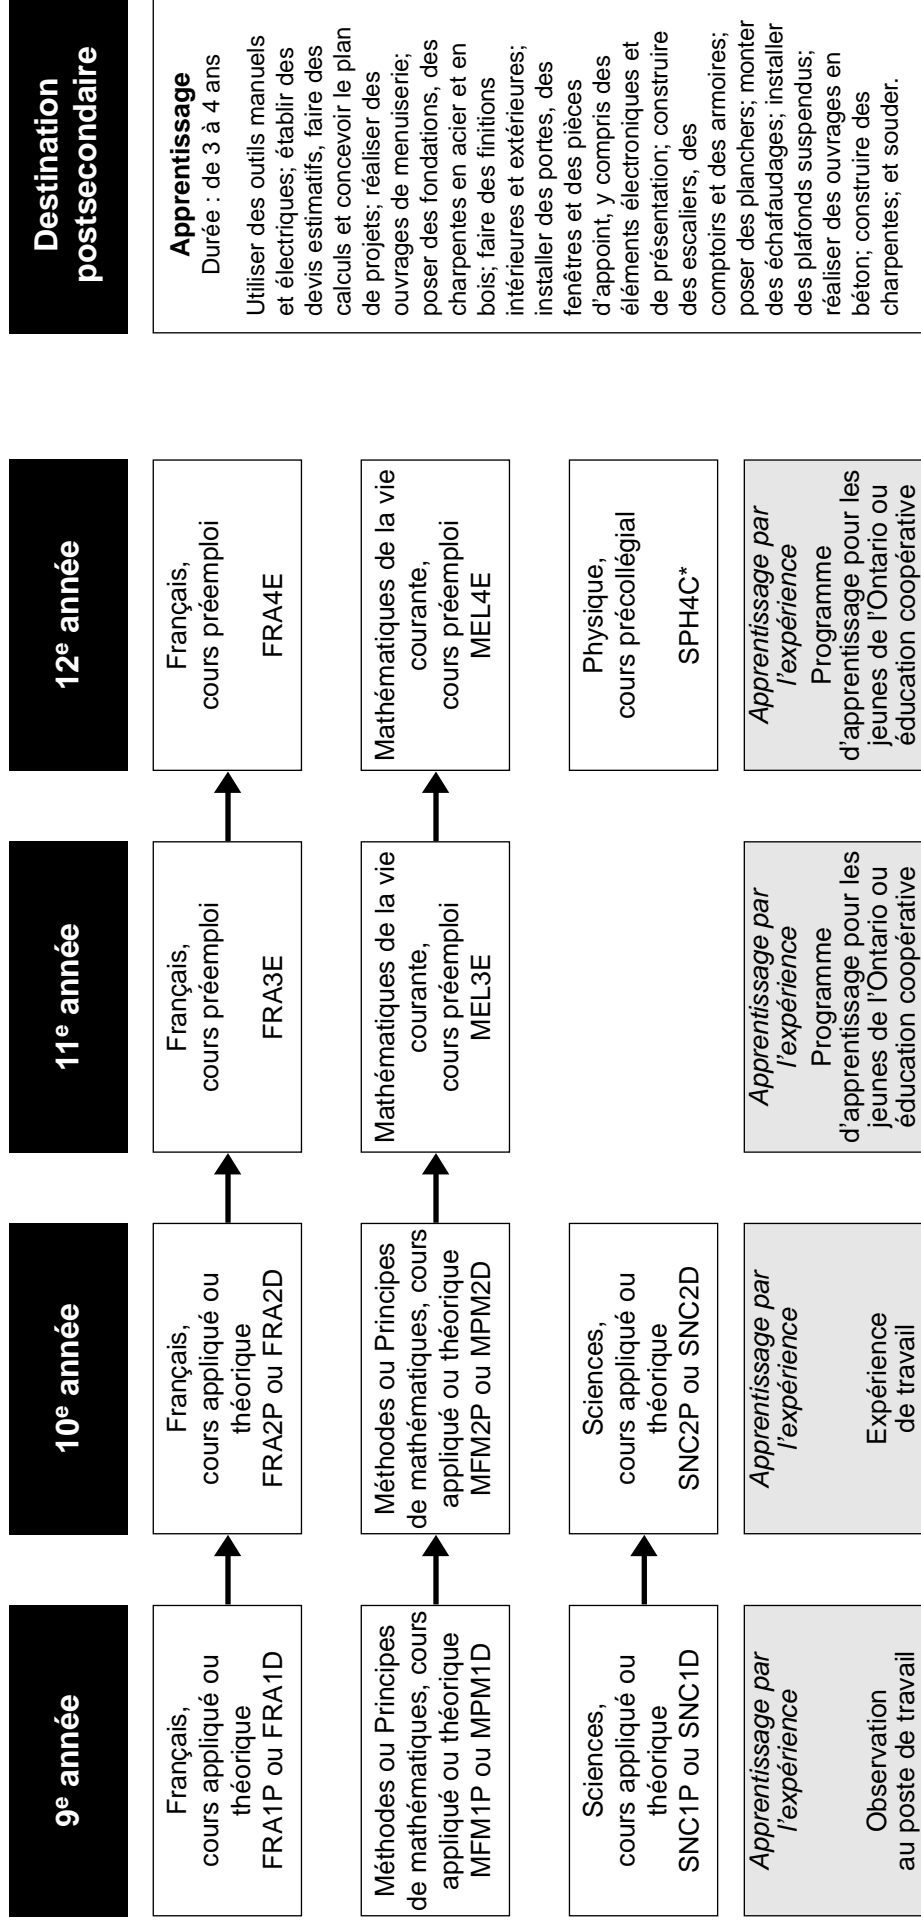 9e année
10e année
11e année
12e année
Destination
postsecondaire
Français,
cours appliqué ou
théorique
FRA1P ou FRA1D
Français,
cours appliqué ou
théorique
FRA2P ou FRA2D
Français,
cours préemploi
FRA3E
Français,
cours préemploi
FRA4E
Méthodes ou Principes
de mathématiques, cours
appliqué ou théorique
MFM1P ou MPM1D
Méthodes ou Principes
de mathématiques, cours
appliqué ou théorique
MFM2P ou MPM2D
Mathématiques de la vie
courante,
cours préemploi
MEL3E
Mathématiques de la vie
courante,
cours préemploi
MEL4E
Sciences,
cours appliqué ou
théorique
SNC1P ou SNC1D
Sciences,
cours appliqué ou
théorique
SNC2P ou SNC2D
Physique,
cours précollégial
SPH4C*
Apprentissage par
l'expérience
Observation
au poste de travail
Apprentissage par
l'expérience
Expérience
de travail
Apprentissage par
l'expérience
Programme
d'apprentissage pour les
jeunes de l'Ontario ou
éducation coopérative
Apprentissage par
l'expérience
Programme
d'apprentissage pour les
jeunes de l'Ontario ou
éducation coopérative
Apprentissage
Durée : de 3 à 4 ans
Utiliser des outils manuels
et électriques; établir des
devis estimatifs, faire des
calculs et concevoir le plan
de projets; réaliser des
ouvrages de menuiserie;
poser des fondations, des
charpentes en acier et en
bois; faire des finitions
intérieures et extérieures;
installer des portes, des
fenêtres et des pièces
d'appoint, y compris des
éléments électroniques et
de présentation; construire
des escaliers, des
comptoirs et des armoires;
poser des planchers; monter
des échafaudages; installer
des plafonds suspendus;
réaliser des ouvrages en
béton; construire des
charpentes; et souder.